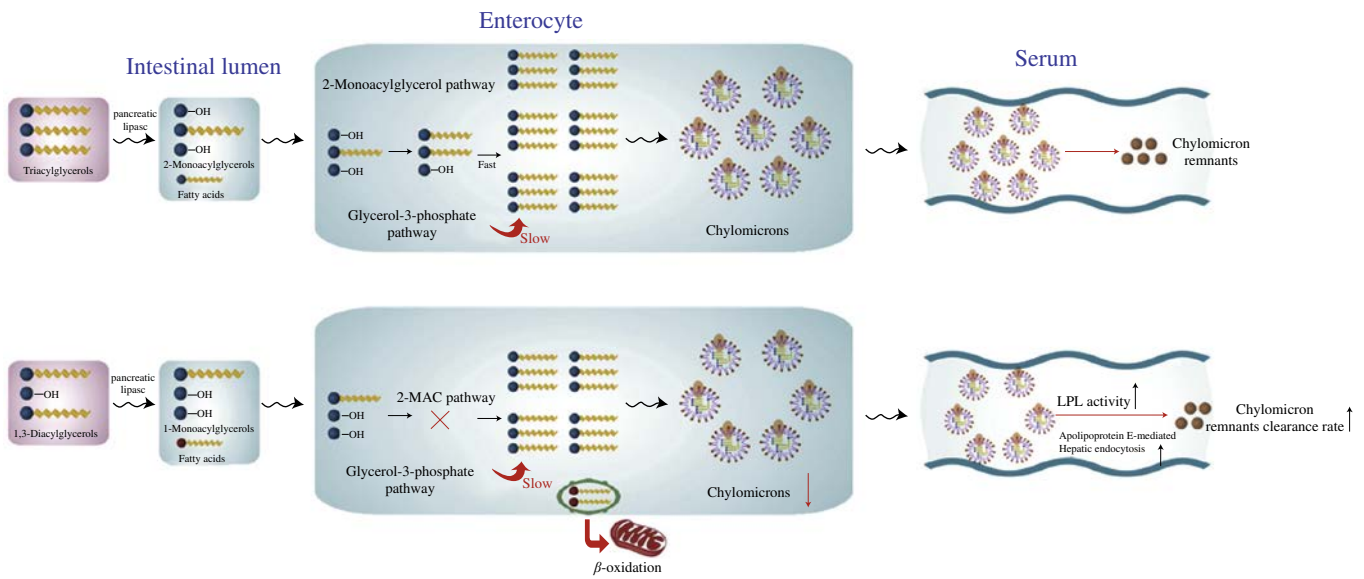 Enterocyte
Intestinal lumen
Serum
2-Monoacylglycerol pathway
pancreatic
lipasc
–OH
–OH
2-Monoacylglycerols
Fatty acids
Triacylglycerols
–OH
–OH
–OH
Fast
Glycerol-3-phosphate
pathway
Slow
Chylomicrons
Chylomicron
remnants
pancreatic
lipasc
–OH
1,3-Diacylglycerols
–OH
–OH
1-Monoacylglycerols
Fatty acids
2-MAC pathway
–OH
–OH
Glycerol-3-phosphate
pathway
Slow
β-oxidation
Chylomicrons
LPL activity
Apolipoprotein E-mediated
Hepatic endocytosis
Chylomicron
remnants clearance rate